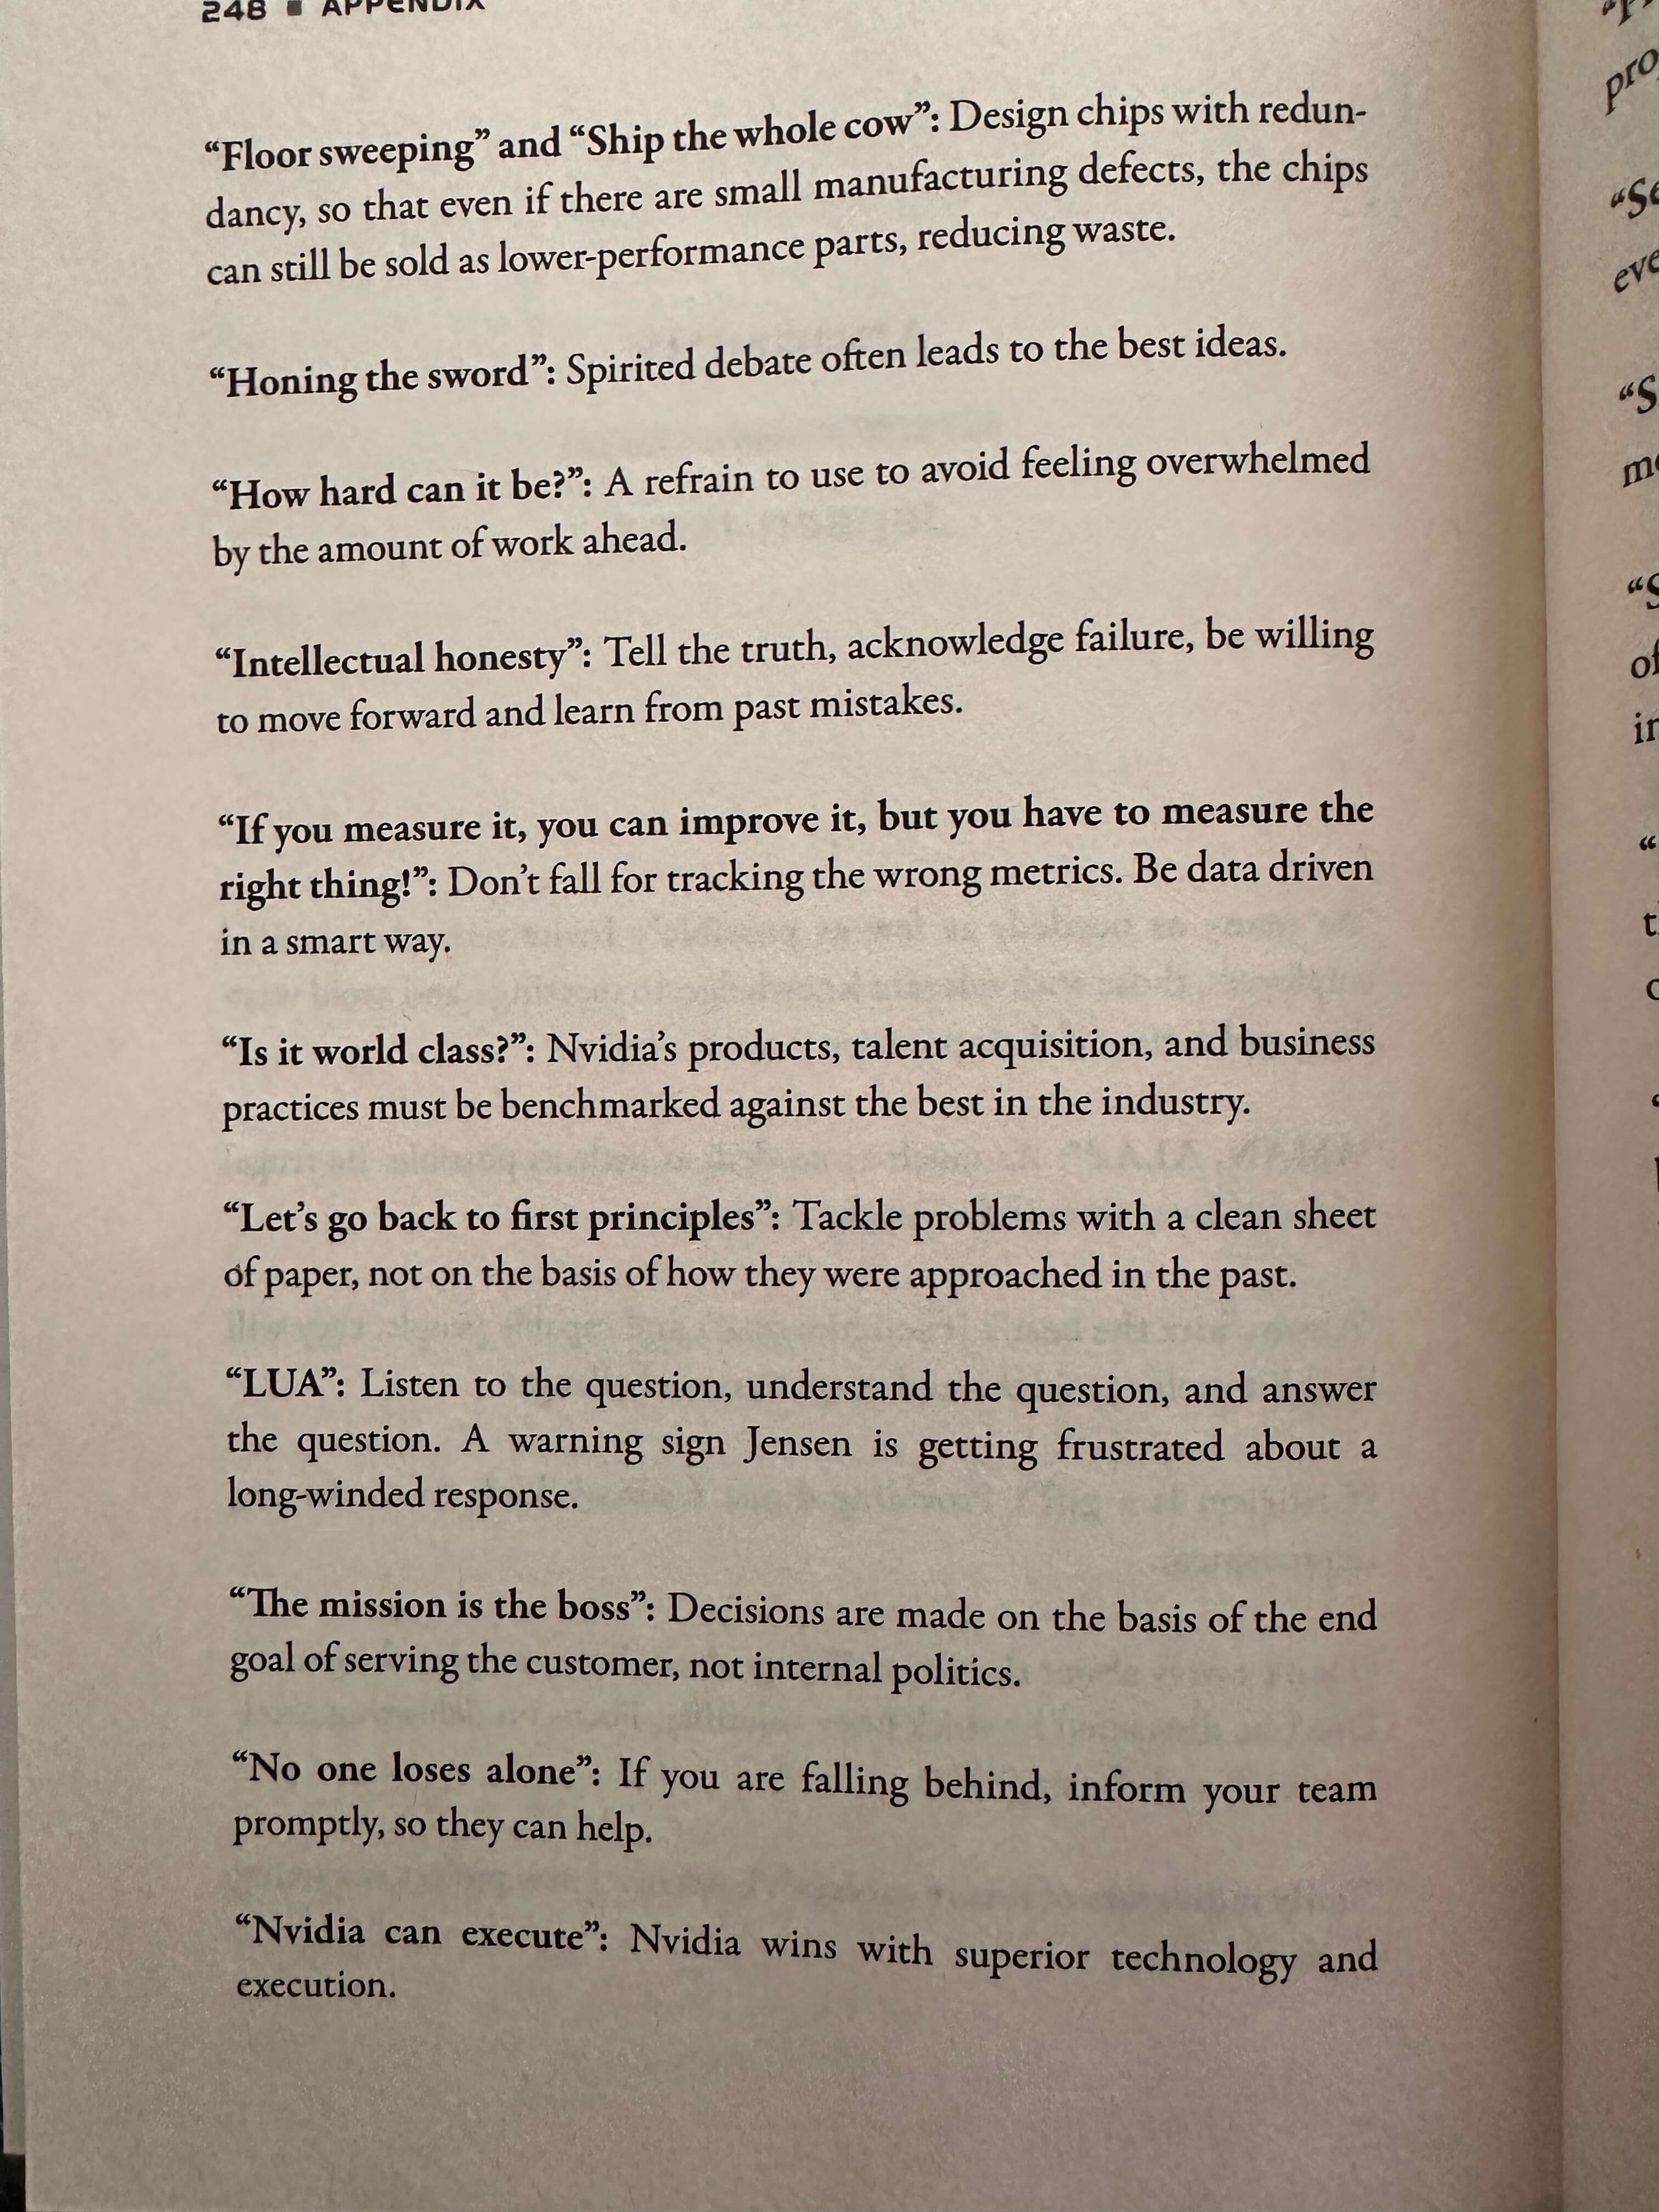 248 ■ APPENDIX
“Floor sweeping” and “Ship the whole cow”: Design chips with redun-
dancy, so that even if there are small manufacturing defects, the chips
can still be sold as lower-performance parts, reducing waste.
“Honing the sword”: Spirited debate often leads to the best ideas.
“How hard can it be?”: A refrain to use to avoid feeling overwhelmed
by the amount of work ahead.
“Intellectual honesty”: Tell the truth, acknowledge failure, be willing
to move forward and learn from past mistakes.
“If you measure it, you can improve it, but you have to measure the
right thing!”: Don’t fall for tracking the wrong metrics. Be data driven
in a smart way.
“Is it world class?”: Nvidia’s products, talent acquisition, and business
practices must be benchmarked against the best in the industry.
“Let’s go back to first principles”: Tackle problems with a clean sheet
of paper, not on the basis of how they were approached in the past.
“LUA”: Listen to the question, understand the question, and answer
the question. A warning sign Jensen is getting frustrated about a
long-winded response.
“The mission is the boss”: Decisions are made on the basis of the end
goal of serving the customer, not internal politics.
“No one loses alone”: If you are falling behind, inform your team
promptly, so they can help.
“Nvidia can execute”: Nvidia wins with superior technology and
execution.